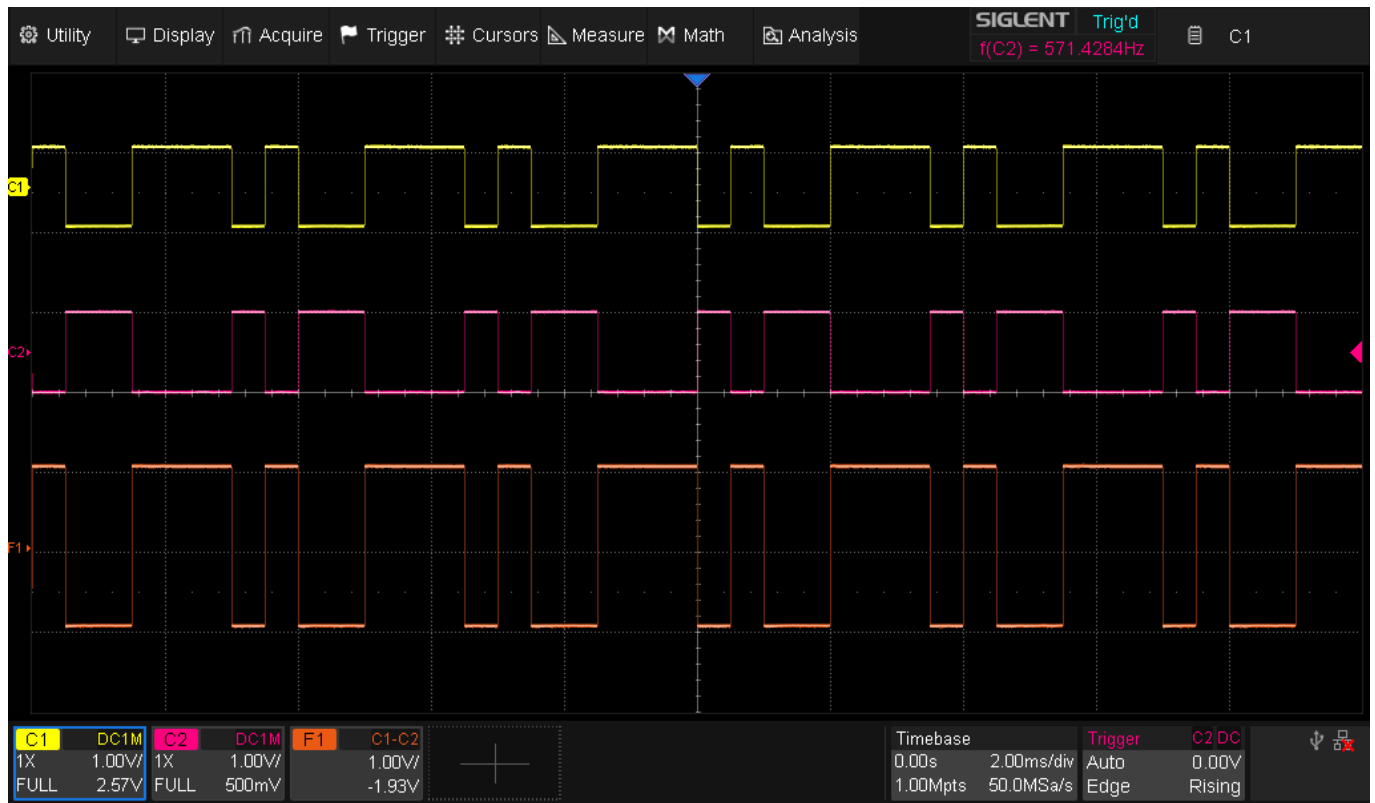 Utility Display Acquire Trigger Cursors Measure Math Analysis SIGLENT Trig'd C1
f(C2) = 571.4284Hz
C1
C2
F1
C1 DC1M C2 DC1M F1 C1-C2 Timebase Trigger C2 DC
1X 1.00V/ 1X 1.00V/ 1.00V/ 0.00s 2.00ms/div Auto 0.00V
FULL 2.57V FULL 500mV -1.93V 1.00Mpts 50.0MSa/s Edge Rising